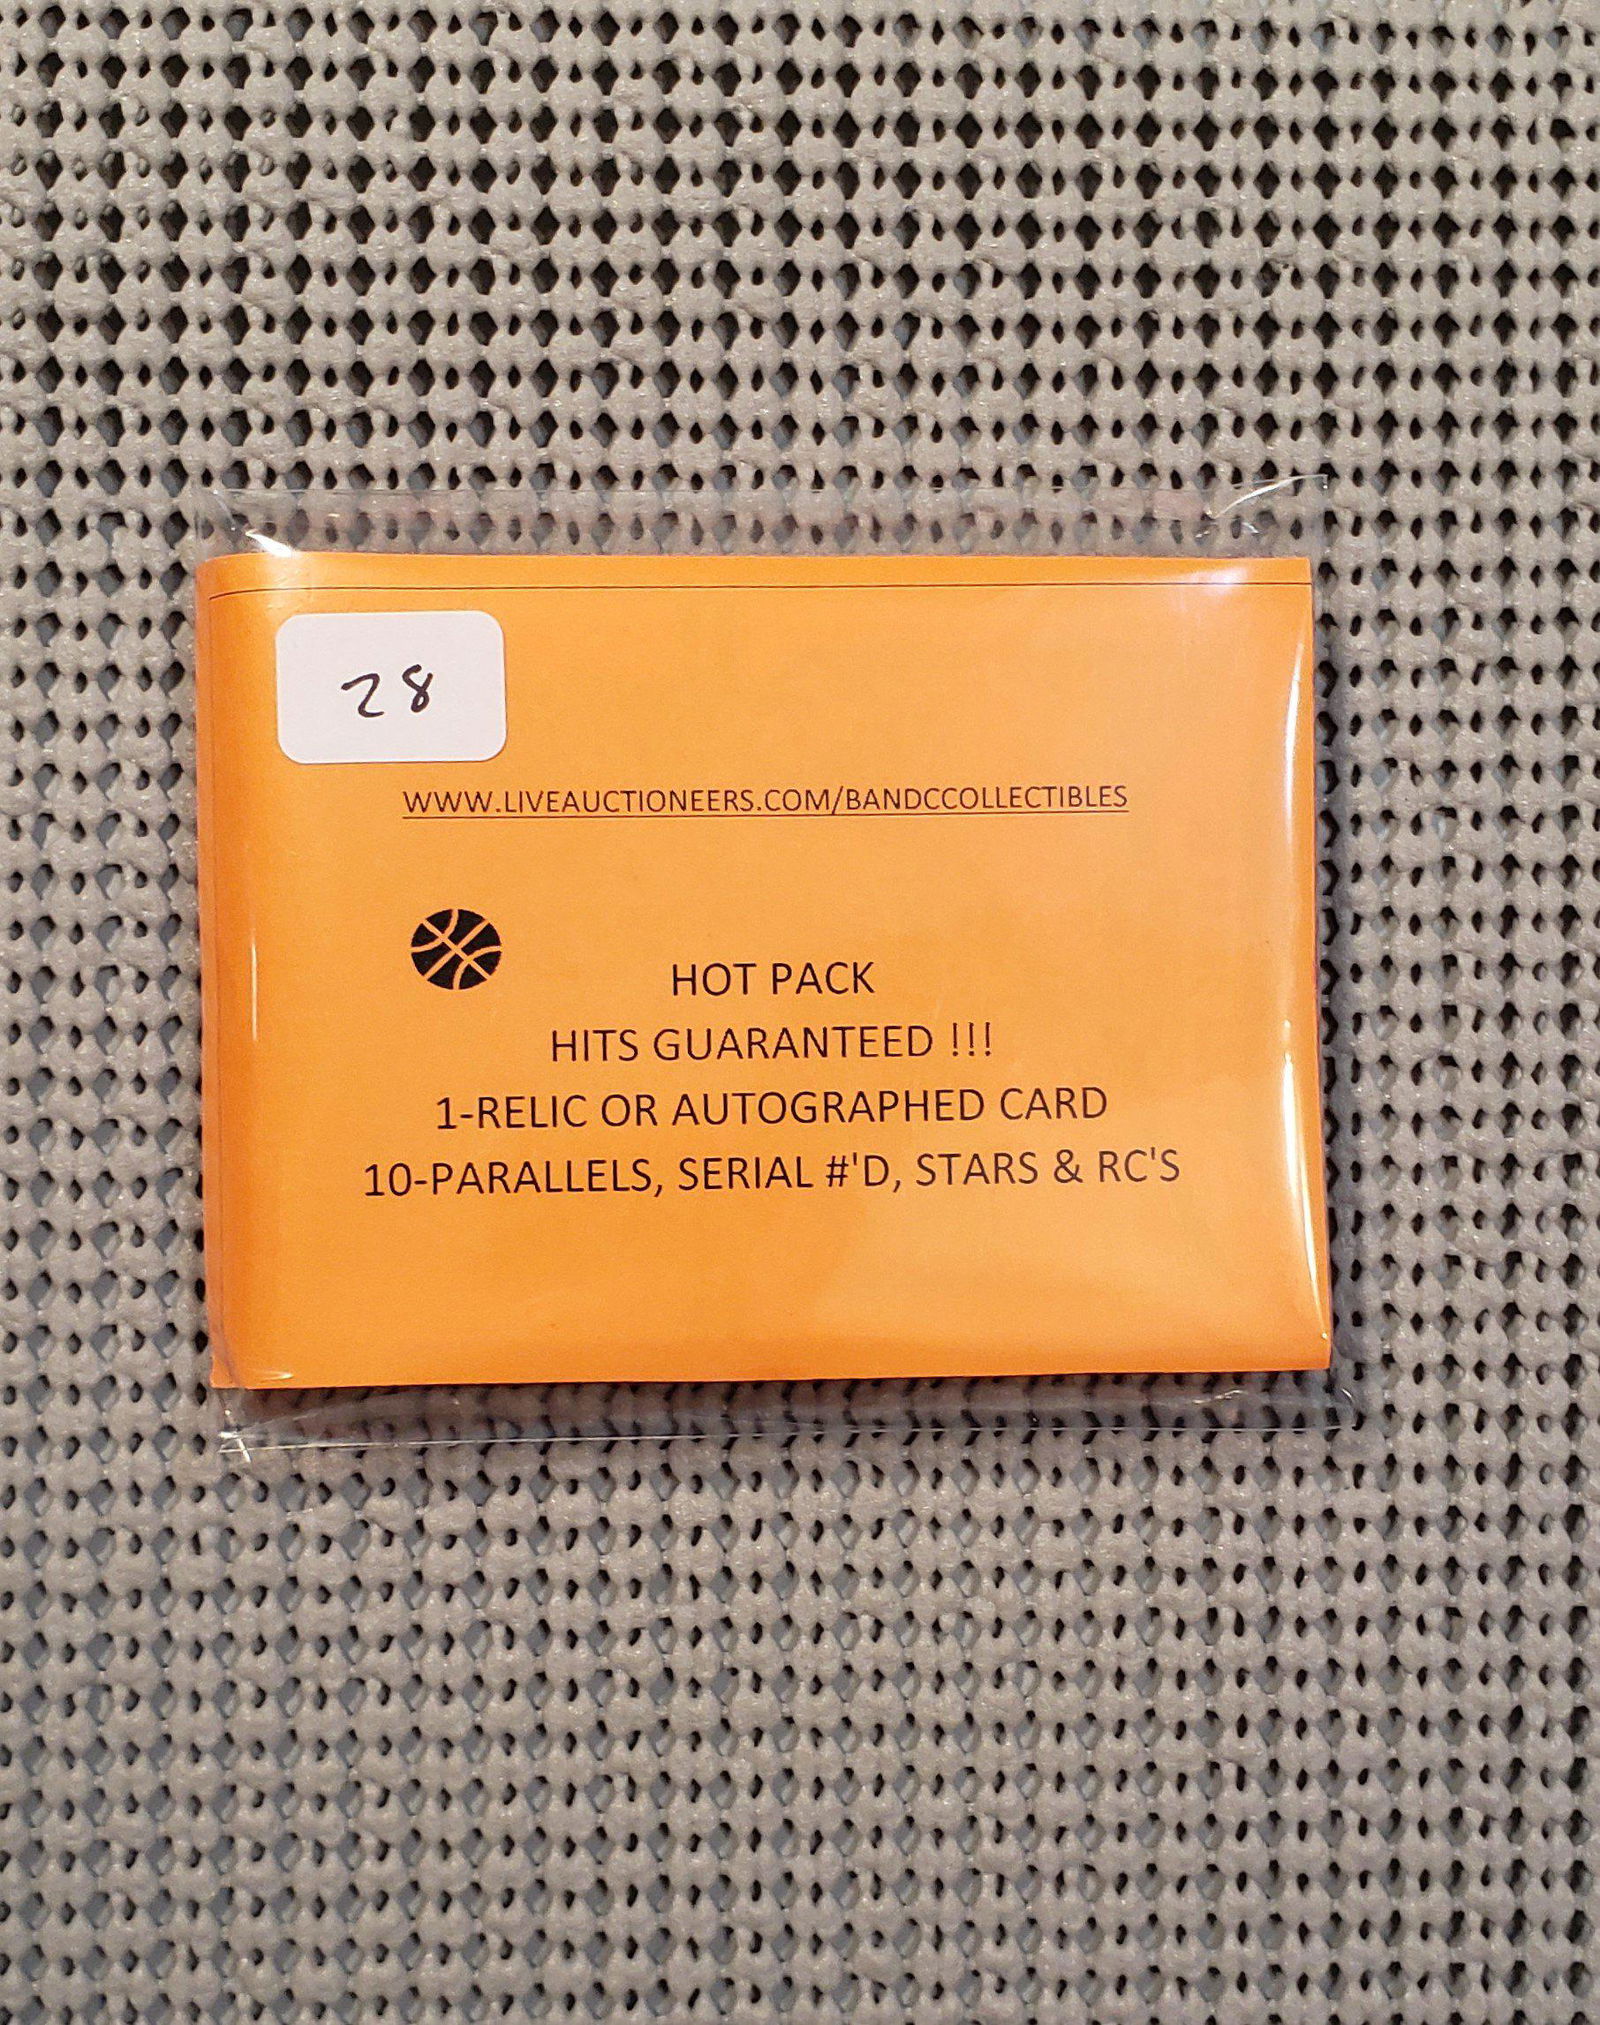 28
WWW.LIVEAUCTIONEERS.COM/BANDCCOLLECTIBLES
HOT PACK
HITS GUARANTEED !!!
1-RELIC OR AUTOGRAPHED CARD
10-PARALLELS, SERIAL #'D, STARS & RC'S